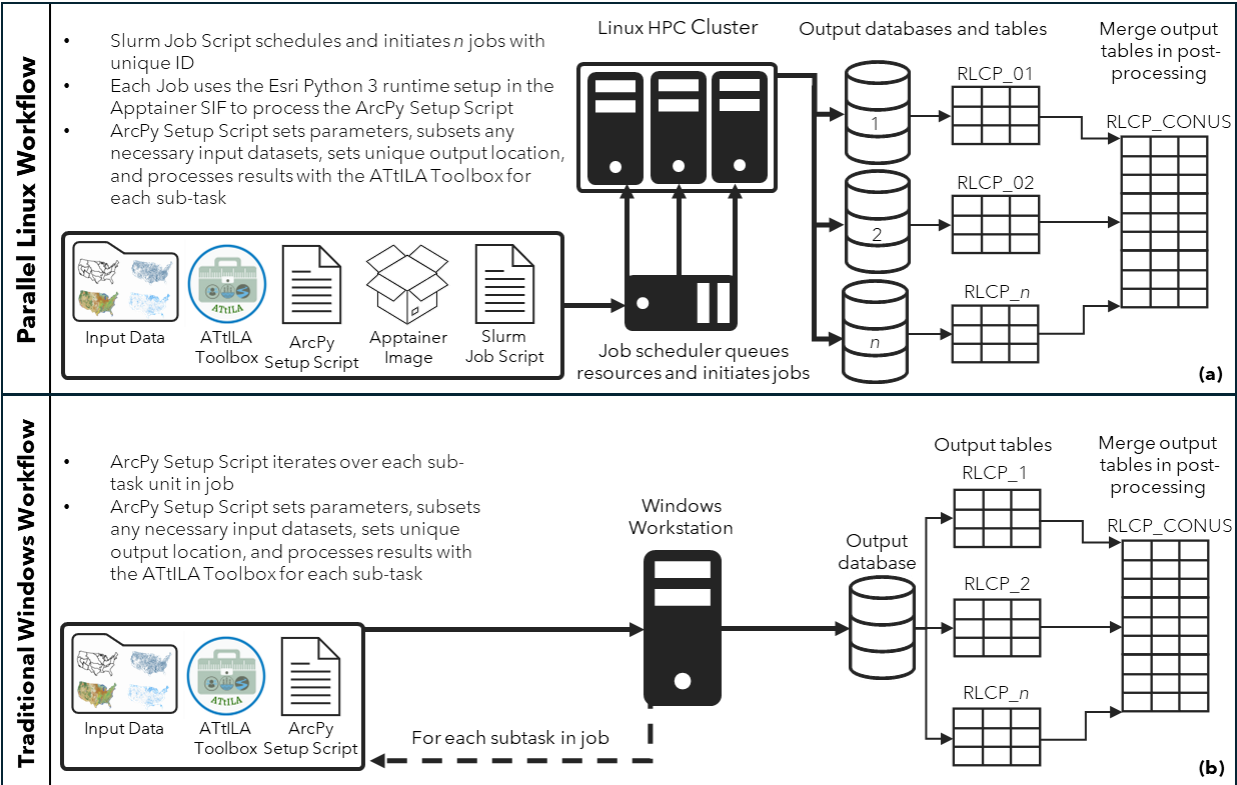 Parallel Linux Workflow
• Slurm Job Script schedules and initiates n jobs with
unique ID
• Each Job uses the Esri Python 3 runtime setup in the
Apptainer SIF to process the ArcPy Setup Script
• ArcPy Setup Script sets parameters, subsets any
necessary input datasets, sets unique output location,
and processes results with the ATtILA Toolbox for
each sub-task
Input Data
ATtILA
ATtILA
Toolbox
ArcPy
Setup Script
Apptainer
Image
Slurm
Job Script
Linux HPC Cluster
Job scheduler queues
resources and initiates jobs
Output databases and tables
1
2
n
RLCP_01
RLCP_02
RLCP_n
Merge output
tables in post-
processing
RLCP_CONUS
(a)
Traditional Windows Workflow
• ArcPy Setup Script iterates over each sub-
task unit in job
• ArcPy Setup Script sets parameters, subsets
any necessary input datasets, sets unique
output location, and processes results with
the ATtILA Toolbox for each sub-task
Input Data
ATtILA
ATtILA
Toolbox
ArcPy
Setup Script
For each subtask in job
Windows
Workstation
Output
database
Output tables
RLCP_1
RLCP_2
RLCP_n
Merge output
tables in post-
processing
RLCP_CONUS
(b)